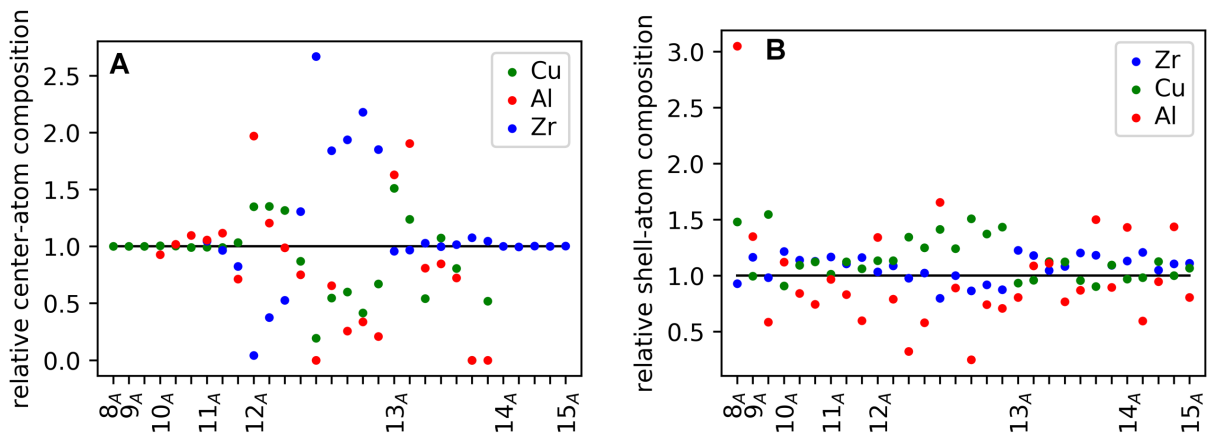 A
relative center-atom composition
2.5
2.0
1.5
1.0
0.5
0.0
Cu
Al
Zr
8A
9A
10A
11A
12A
13A
14A
15A
B
relative shell-atom composition
3.0
2.5
2.0
1.5
1.0
0.5
Zr
Cu
Al
8A
9A
10A
11A
12A
13A
14A
15A